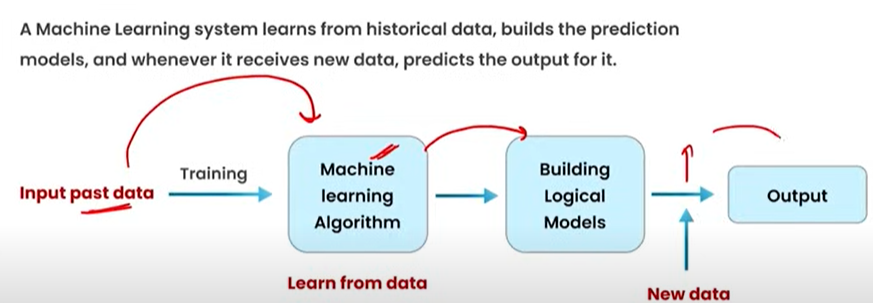 A Machine Learning system learns from historical data, builds the prediction
models, and whenever it receives new data, predicts the output for it.
Input past data
Training
Machine
learning
Algorithm
Learn from data
Building
Logical
Models
New data
Output